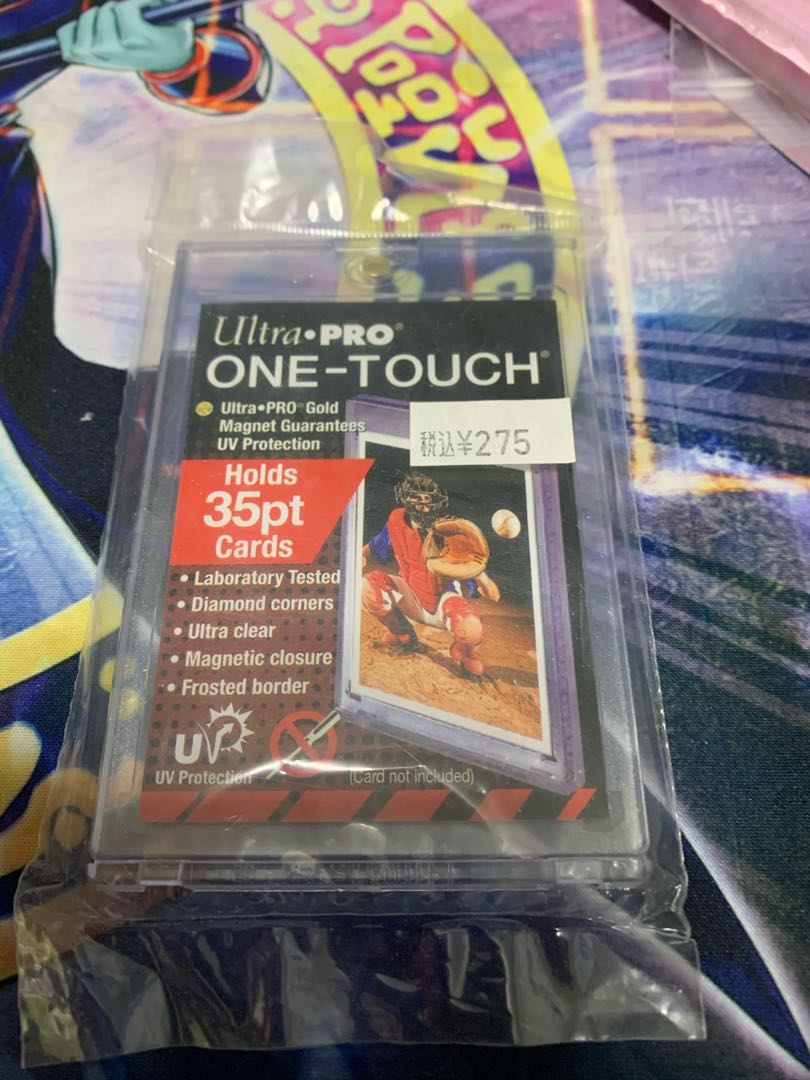 Ultra•PRO®
ONE-TOUCH®
Ultra•PRO® Gold
Magnet Guarantees
UV Protection
税込¥275
Holds
35pt
Cards
• Laboratory Tested
• Diamond corners
• Ultra clear
• Magnetic closure
• Frosted border
UV
UV Protection
(Card not included)